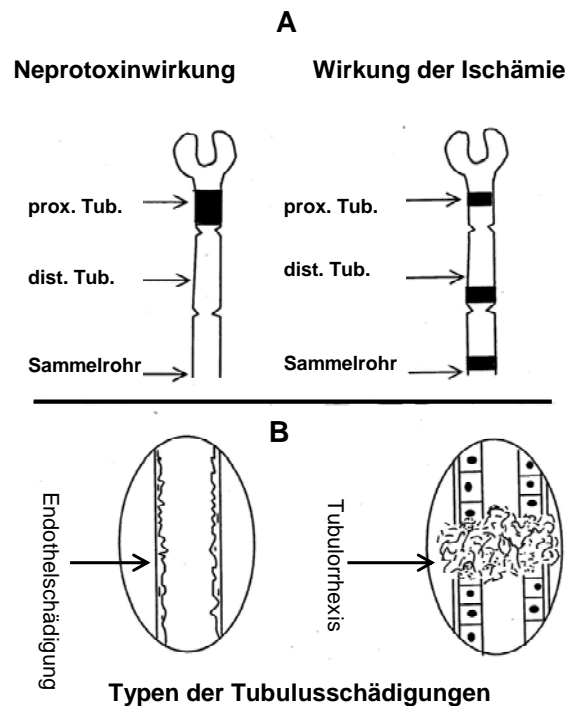 A
Neprotoxinwirkung
Wirkung der Ischämie
prox. Tub.
dist. Tub.
Sammelrohr
prox. Tub.
dist. Tub.
Sammelrohr
B
Endothelschädigung
Tubulorrhexis
Typen der Tubulusschädigungen